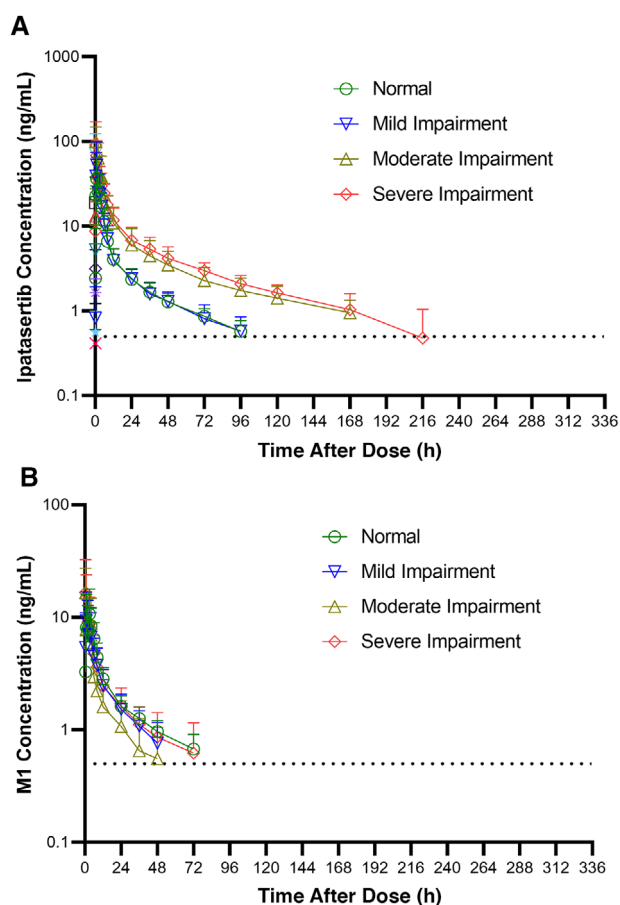 A
Ipatasertib Concentration (ng/mL)
1000
100
10
1
0.1
Normal
Mild Impairment
Moderate Impairment
Severe Impairment
0 24 48 72 96 120 144 168 192 216 240 264 288 312 336
Time After Dose (h)
B
M1 Concentration (ng/mL)
100
10
1
0.1
Normal
Mild Impairment
Moderate Impairment
Severe Impairment
0 24 48 72 96 120 144 168 192 216 240 264 288 312 336
Time After Dose (h)